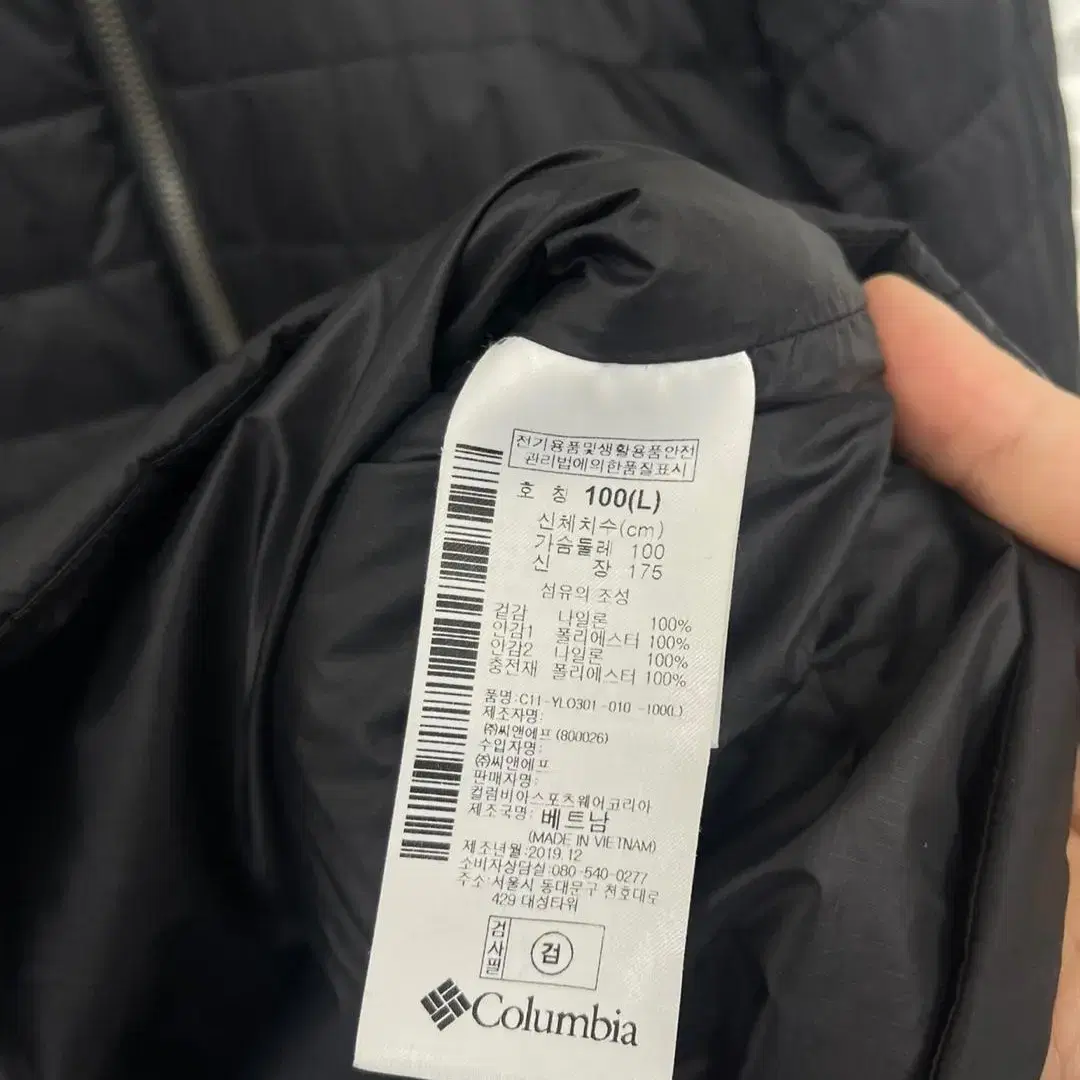 전기용품및생활용품안전
관리법에의한품질표시
호 칭 100(L)
신체치수(cm)
가슴둘레 100
신 장 175
섬유의 조성
겉감 나일론 100%
안감1 폴리에스터 100%
안감2 나일론 100%
충전재 폴리에스터 100%
품명:C11-YL0301-010-100(L)
제조자명:
㈜씨앤에프 (800026)
수입자명:
㈜씨앤에프
판매자명:
컬럼비아스포츠웨어코리아
제조국명: 베트남
(MADE IN VIETNAM)
제조년월:2019.12
소비자상담실:080-540-0277
주소:서울시 동대문구 천호대로
429 대성타워
검사필
검
Columbia